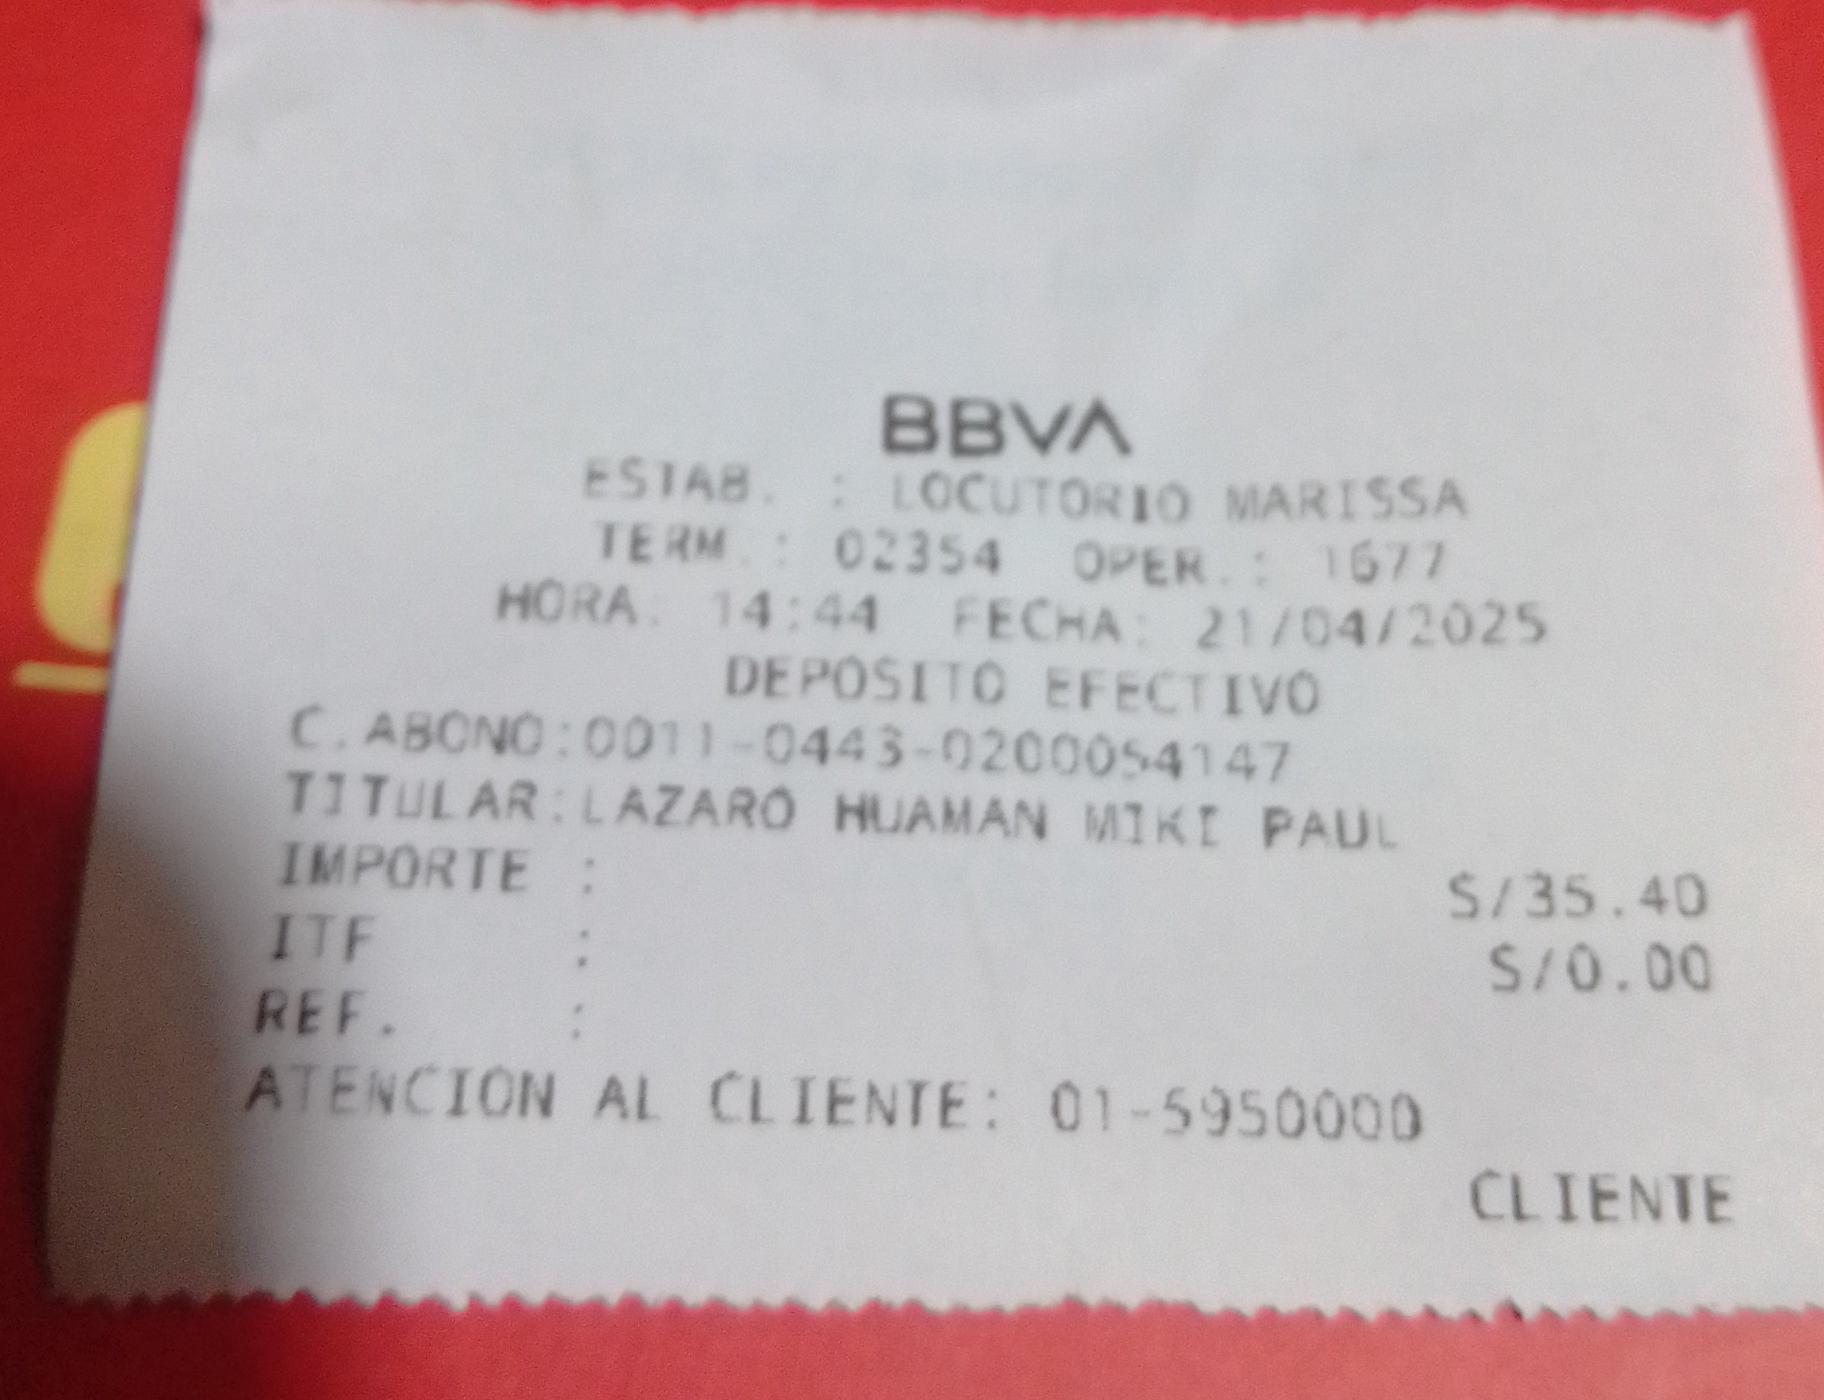 BBVA
ESTAB. : LOCUTORIO MARISSA
TERM.: 02354 OPER.: 1677
HORA: 14:44 FECHA: 21/04/2025
DEPOSITO EFECTIVO
C.ABONO:0011-0443-0200054147
TITULAR:LAZARO HUAMAN MIKI PAUL
IMPORTE : S/35.40
ITF : S/0.00
REF. :
ATENCION AL CLIENTE: 01-5950000
CLIENTE